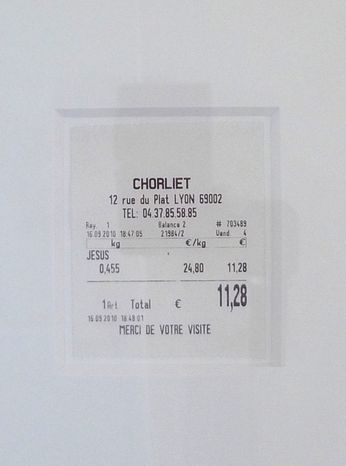 CHORLIET
12 rue du Plat LYON 69002
TEL: 04.37.85.58.85
Ray. 1 Balance 2 # 703489
16.09.2010 18:47:05 21984/2 Vend. 4
kg €/kg €
JESUS
0,455 24,80 11,28
1Art. Total € 11,28
16.09.2010 18:48:01
MERCI DE VOTRE VISITE